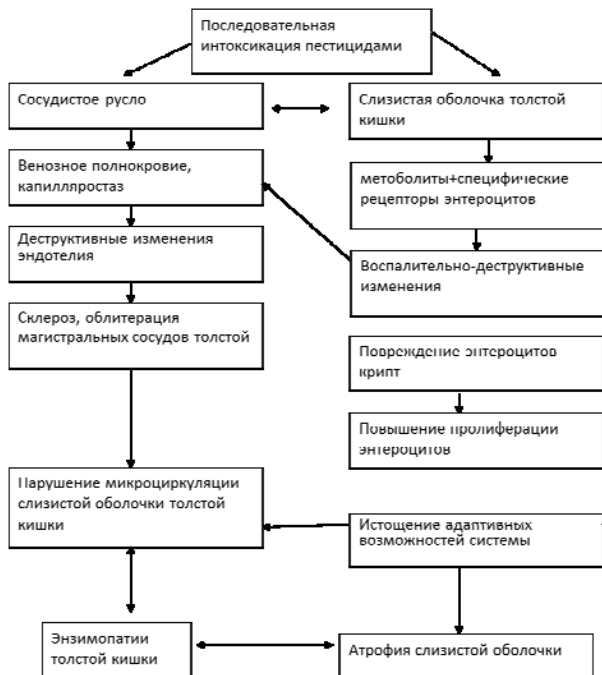 Последовательная
интоксикация пестицидами
Сосудистое русло
Слизистая оболочка толстой
кишки
Венозное полнокровие,
капилляростаз
метоболиты+специфические
рецепторы энтероцитов
Деструктивные изменения
эндотелия
Воспалительно-деструктивные
изменения
Склероз, облитерация
магистральных сосудов толстой
Повреждение энтероцитов
крипт
Повышение пролиферации
энтероцитов
Нарушение микроциркуляции
слизистой оболочки толстой
кишки
Истощение адаптивных
возможностей системы
Энзимопатии
толстой кишки
Атрофия слизистой оболочки